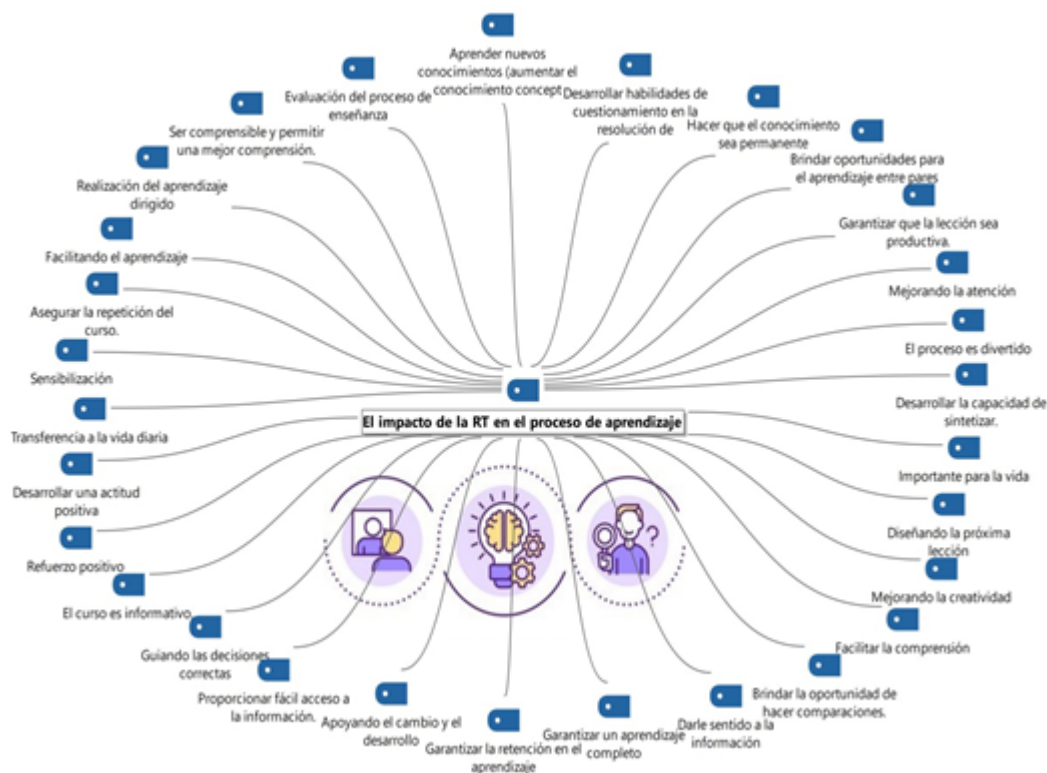 Aprender nuevos
conocimientos (aumentar el
conocimiento concept
Desarrollar habilidades de
cuestionamiento en la
resolución de
Hacer que el conocimiento
sea permanente
Brindar oportunidades para
el aprendizaje entre pares
Garantizar que la lección sea
productiva.
Mejorando la atención
El proceso es divertido
Desarrollar la capacidad de
sintetizar.
Importante para la vida
Diseñando la próxima
lección
Mejorando la creatividad
Facilitar la comprensión
Brindar la oportunidad de
hacer comparaciones.
Darle sentido a la
información
Garantizar un aprendizaje
completo
Garantizar la retención en el
aprendizaje
Apoyando el cambio y el
desarrollo
Proporcionar fácil acceso a
la información.
Guiando las decisiones
correctas
El curso es informativo
Refuerzo positivo
Desarrollar una actitud
positiva
Transferencia a la vida diaria
Sensibilización
Asegurar la repetición del
curso.
Facilitando el aprendizaje
Realización del aprendizaje
dirigido
Ser comprensible y permitir
una mejor comprensión.
Evaluación del proceso de
enseñanza
El impacto de la RT en el proceso de aprendizaje
?